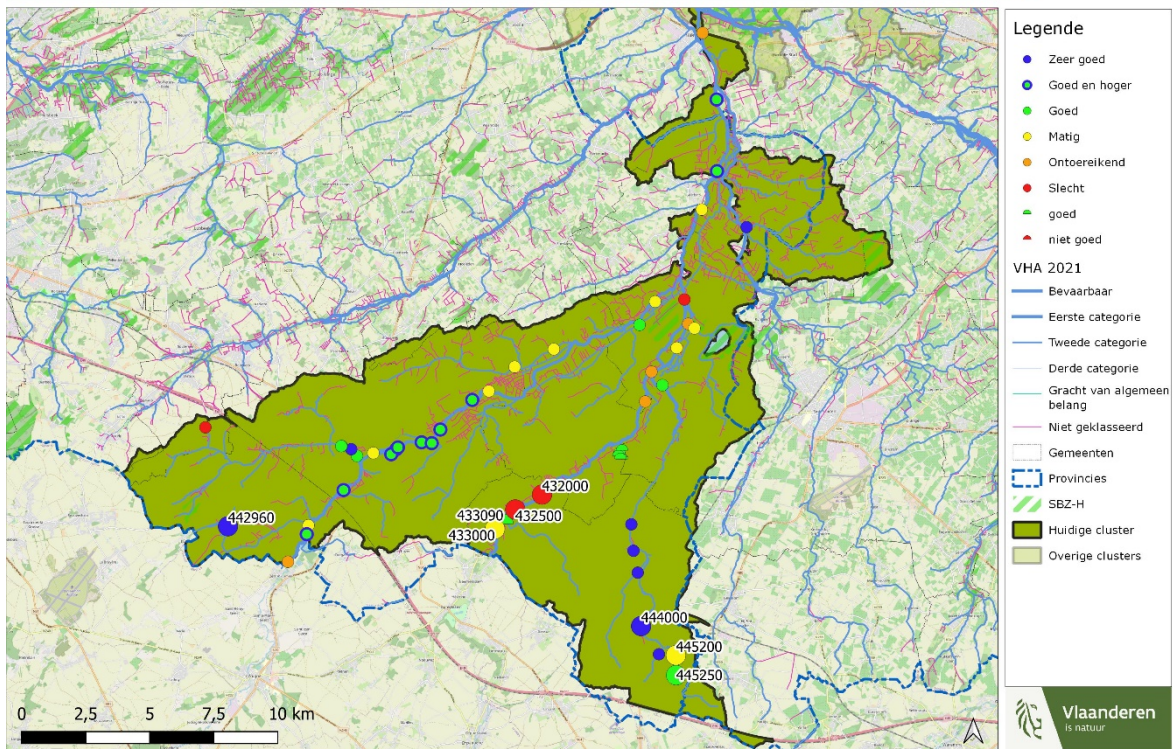 442960
432000
433090
432500
433000
444000
445200
445250
0
2,5
5
7,5
10 km
Legende
Zeer goed
Goed en hoger
Goed
Matig
Ontoereikend
Slecht
goed
niet goed
VHA 2021
Bevaarbaar
Eerste categorie
Tweede categorie
Derde categorie
Gracht van algemeen
belang
Niet geklasseerd
Gemeenten
Provincies
SBZ-H
Huidige cluster
Overige clusters
Vlaanderen
is natuur